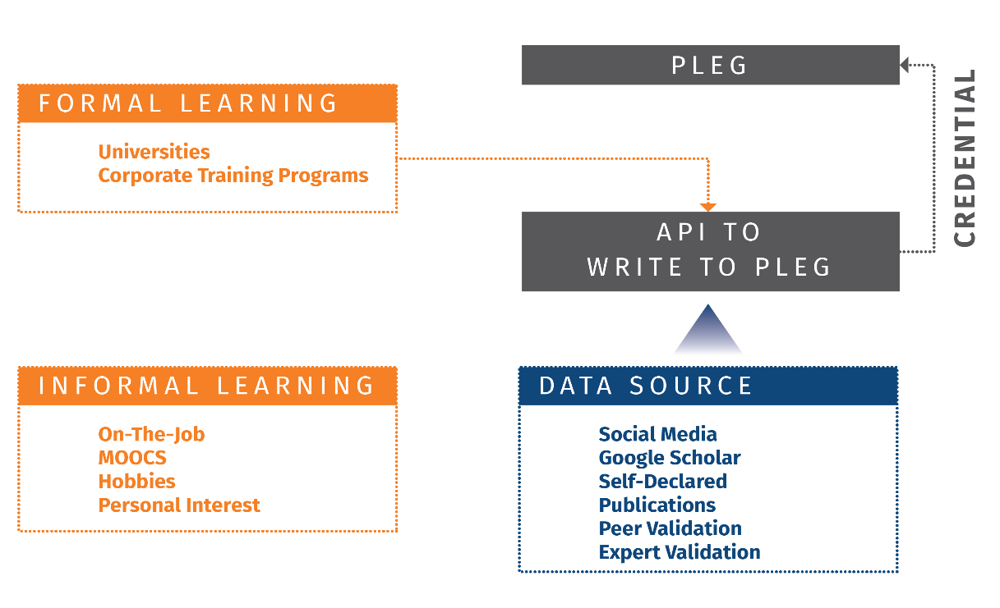 PLEG
CREDENTIAL
FORMAL LEARNING
Universities
Corporate Training Programs
API TO
WRITE TO PLEG
INFORMAL LEARNING
On-The-Job
MOOCS
Hobbies
Personal Interest
DATA SOURCE
Social Media
Google Scholar
Self-Declared
Publications
Peer Validation
Expert Validation